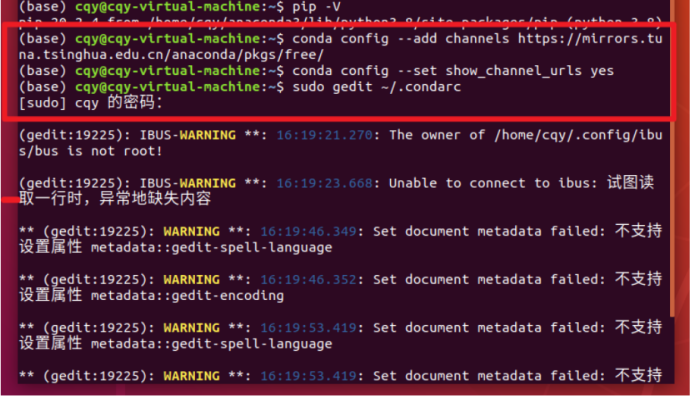 (base) cqy@cqy-virtual-machine:~$ pip -V
pip 20.2.4 from /home/cqy/anaconda3/lib/python3.8/site-packages/pip (python 3.8)
(base) cqy@cqy-virtual-machine:~$ conda config --add channels https://mirrors.tu
na.tsinghua.edu.cn/anaconda/pkgs/free/
(base) cqy@cqy-virtual-machine:~$ conda config --set show_channel_urls yes
(base) cqy@cqy-virtual-machine:~$ sudo gedit ~/.condarc
[sudo] cqy 的密码：
(gedit:19225): IBUS-WARNING **: 16:19:21.270: The owner of /home/cqy/.config/ibu
s/bus is not root!
(gedit:19225): IBUS-WARNING **: 16:19:23.668: Unable to connect to ibus: 试图读
取一行时，异常地缺失内容
** (gedit:19225): WARNING **: 16:19:46.349: Set document metadata failed: 不支持
设置属性 metadata::gedit-spell-language
** (gedit:19225): WARNING **: 16:19:46.352: Set document metadata failed: 不支持
设置属性 metadata::gedit-encoding
** (gedit:19225): WARNING **: 16:19:53.419: Set document metadata failed: 不支持
设置属性 metadata::gedit-spell-language
** (gedit:19225): WARNING **: 16:19:53.419: Set document metadata failed: 不支持